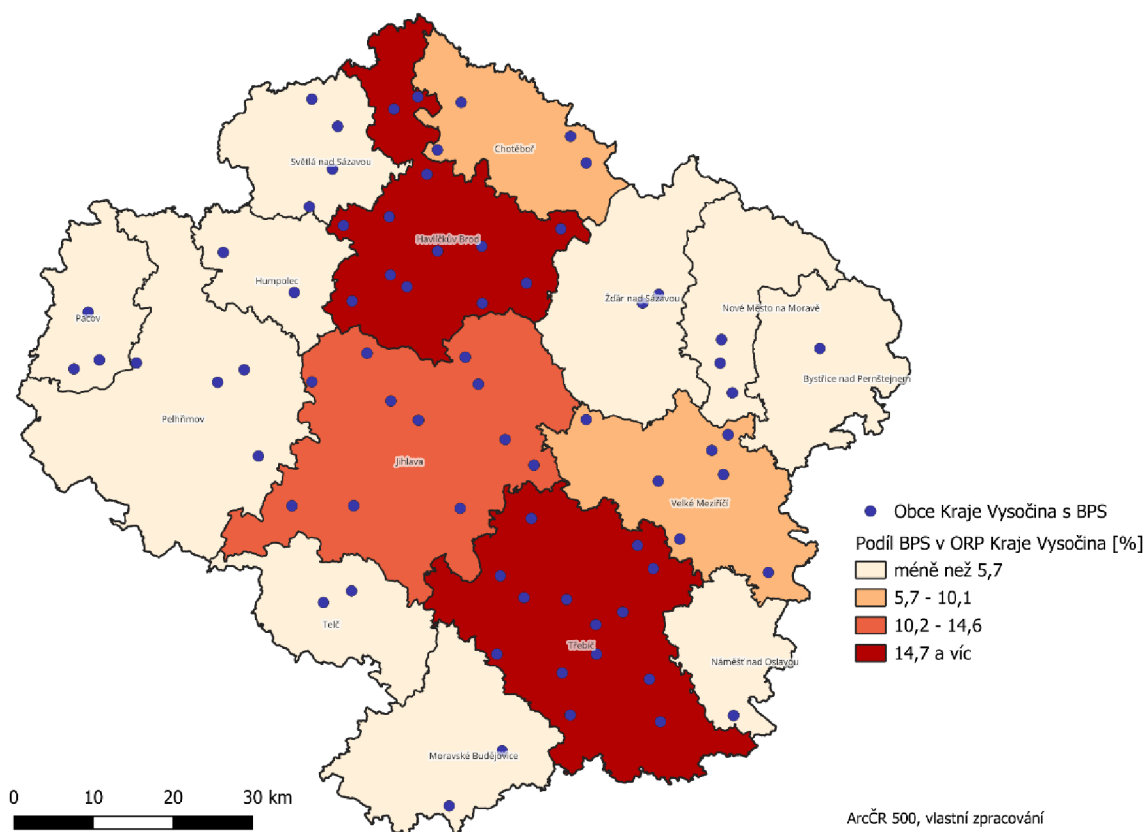 Chotěboř
Světlá nad Sázavou
Havlíčkův Brod
Humpolec
Žďár nad Sázavou
Nové Město na Moravě
Pacov
Bystřice nad Pernštejnem
Pelhřimov
Jihlava
Velké Meziříčí
Telč
Třebíč
Náměšť nad Oslavou
Moravské Budějovice
Obce Kraje Vysočina s BPS
Podíl BPS v ORP Kraje Vysočina [%]
méně než 5,7
5,7 - 10,1
10,2 - 14,6
14,7 a víc
0 10 20 30 km
ArcČR 500, vlastní zpracování